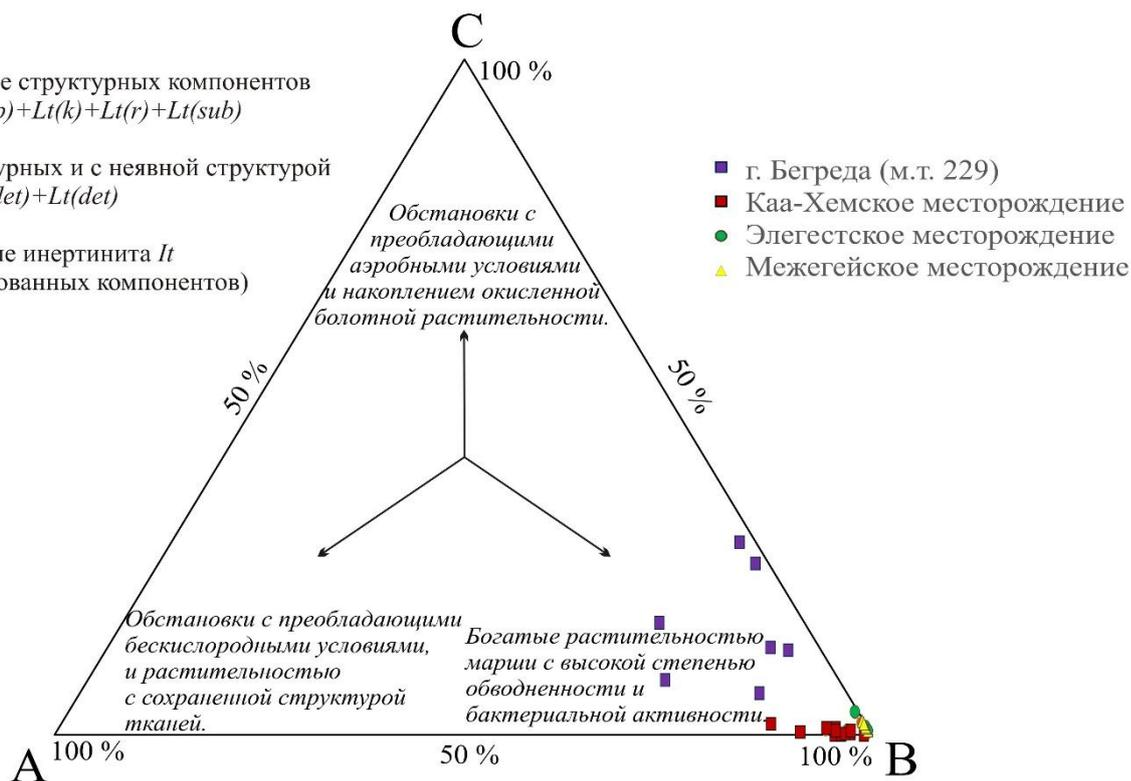 C
100 %
е структурных компонентов
)+Lt(k)+Lt(r)+Lt(sub)
урных и с неявной структурой
let)+Lt(det)
ие инертинита It
ованных компонентов)
г. Бегреда (м.т. 229)
Каа-Хемское месторождение
Элегестское месторождение
Межегейское месторождение
Обстановки с
преобладающими
аэробными условиями
и накоплением окисленной
болотной растительности.
50 %
50 %
Обстановки с преобладающими
бескислородными условиями,
и растительностью
с сохраненной структурой
тканей.
Богатые растительностью
марши с высокой степенью
обводненности и
бактериальной активности.
A
100 %
50 %
100 %
B